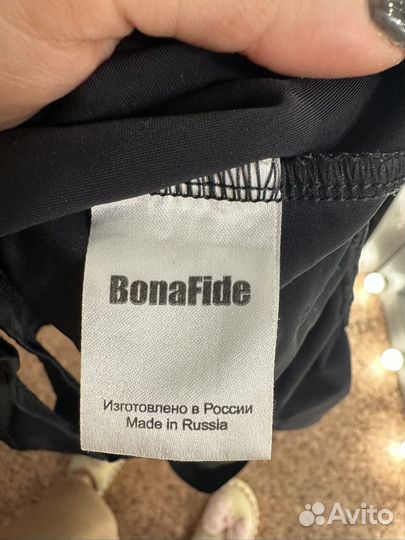 BonaFide
Изготовлено в России
Made in Russia
Avito